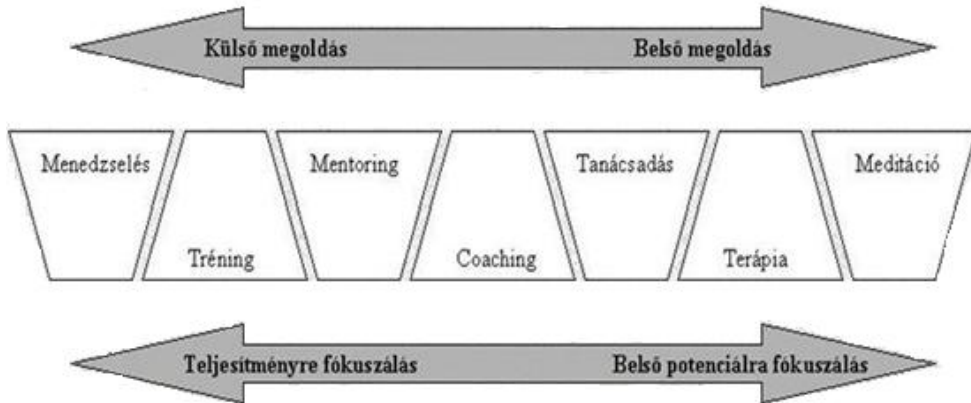 Külső megoldás Belső megoldás
Menedzselés Mentoring Tanácsadás Meditáció
Tréning Coaching Terápia
Teljesítményre fókuszálás Belső potenciálra fókuszálás